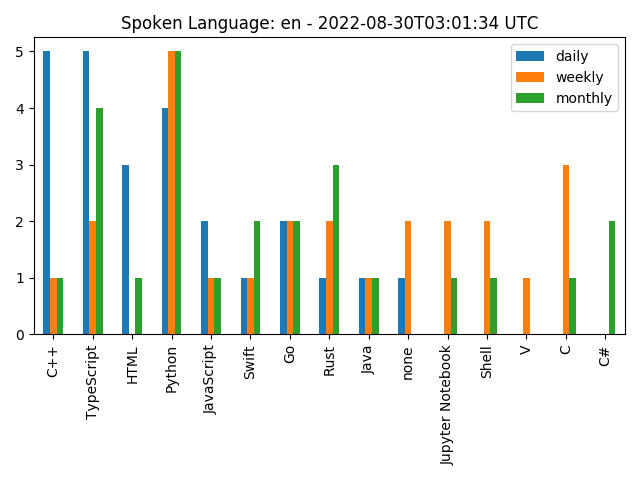 Spoken Language: en - 2022-08-30T03:01:34 UTC
daily
weekly
monthly
5
4
3
2
1
0
C++
TypeScript
HTML
Python
JavaScript
Swift
Go
Rust
Java
none
Jupyter Notebook
Shell
V
C
C#